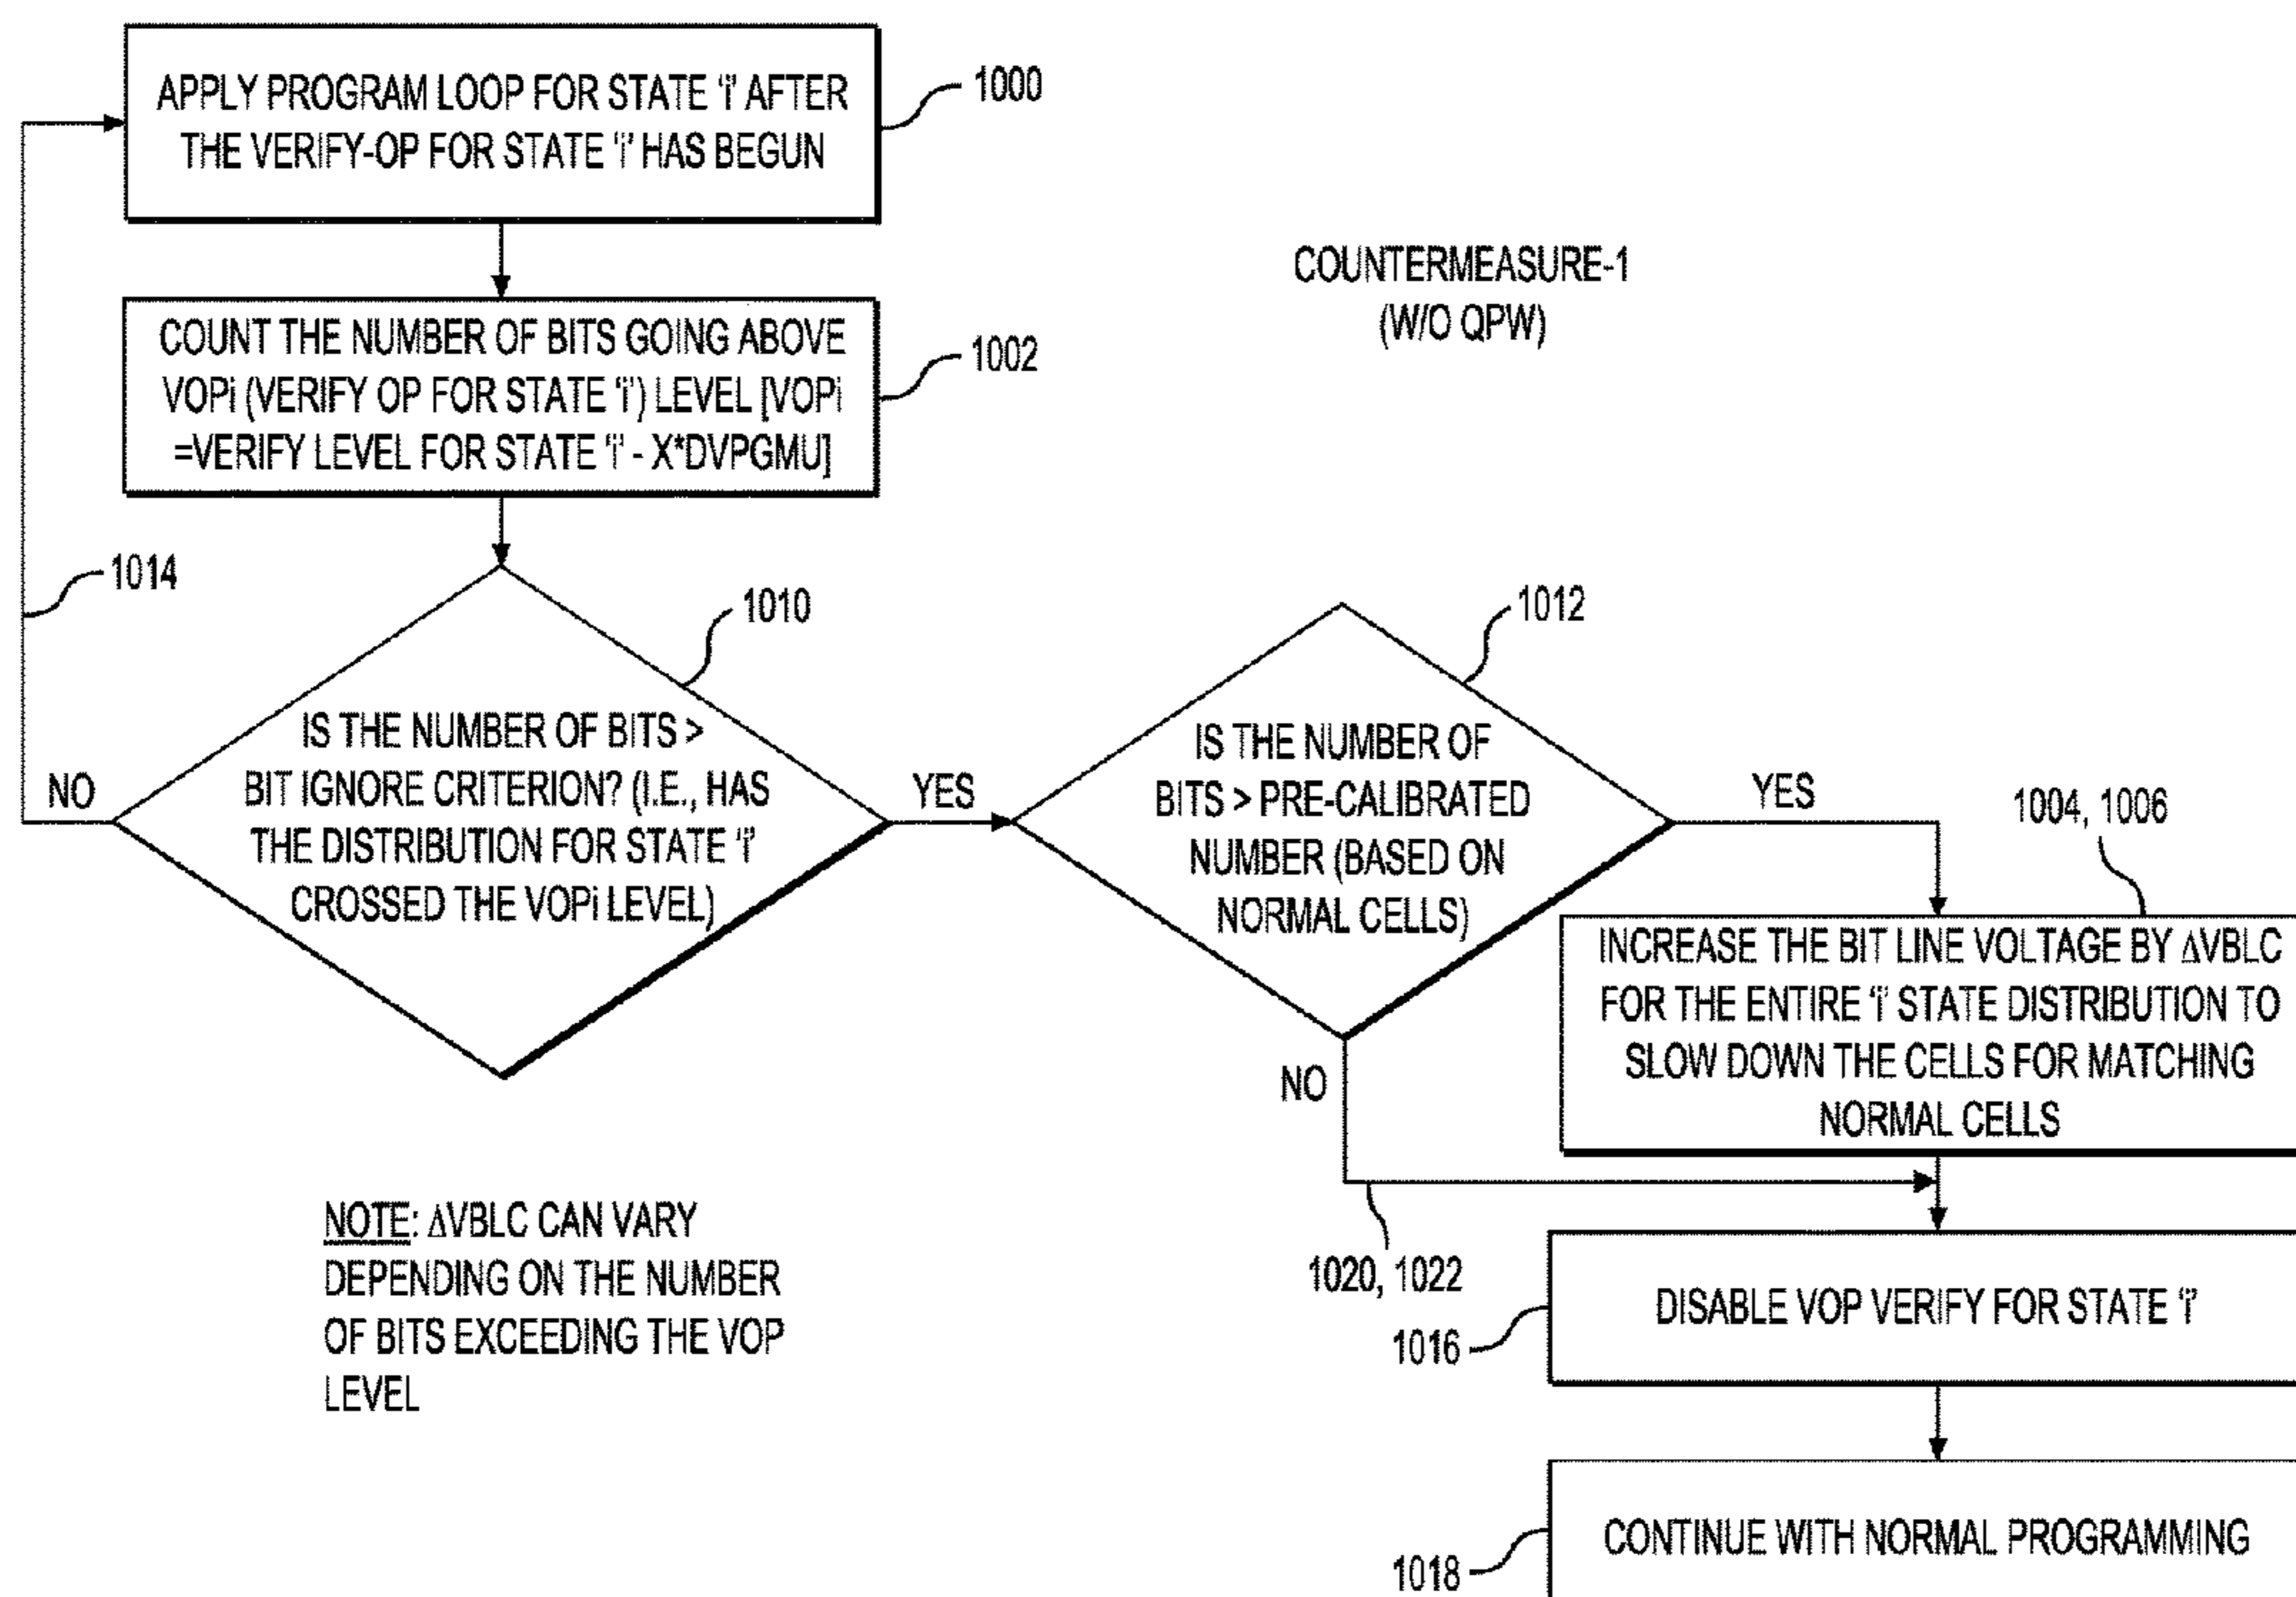 APPLY PROGRAM LOOP FOR STATE 'i' AFTER
THE VERIFY-OP FOR STATE 'i' HAS BEGUN
1000
COUNTERMEASURE-1
(W/O QPW)
COUNT THE NUMBER OF BITS GOING ABOVE
VOPi (VERIFY OP FOR STATE 'i') LEVEL [VOPi
=VERIFY LEVEL FOR STATE 'i' - X*DVPGMU]
1002
1014
1010
IS THE NUMBER OF BITS >
BIT IGNORE CRITERION? (I.E., HAS
THE DISTRIBUTION FOR STATE 'i'
CROSSED THE VOPi LEVEL)
NO
YES
1012
IS THE NUMBER OF
BITS > PRE-CALIBRATED
NUMBER (BASED ON
NORMAL CELLS)
YES
NO
1004, 1006
INCREASE THE BIT LINE VOLTAGE BY ΔVBLC
FOR THE ENTIRE 'i' STATE DISTRIBUTION TO
SLOW DOWN THE CELLS FOR MATCHING
NORMAL CELLS
1020, 1022
NOTE: ΔVBLC CAN VARY
DEPENDING ON THE NUMBER
OF BITS EXCEEDING THE VOP
LEVEL
DISABLE VOP VERIFY FOR STATE 'i'
1016
CONTINUE WITH NORMAL PROGRAMMING
1018